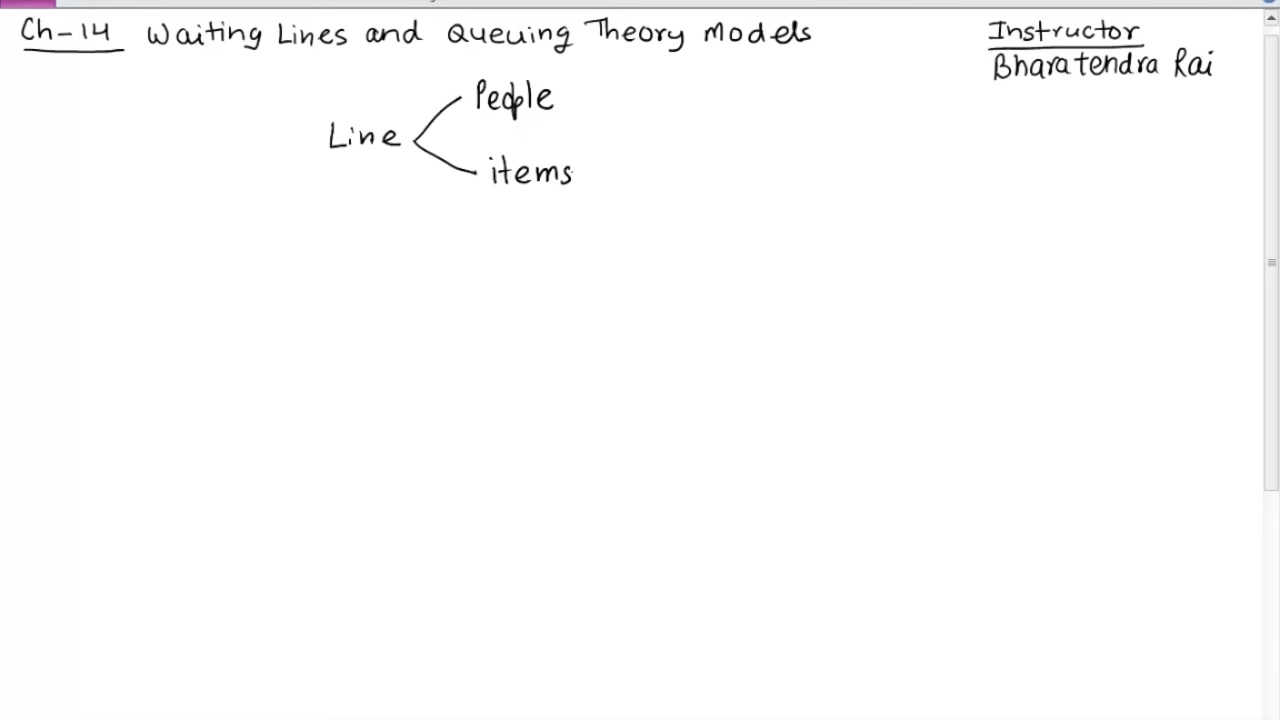 Ch-14 Waiting Lines and Queuing Theory Models
Instructor
Bharatendra Rai
People
Line
items